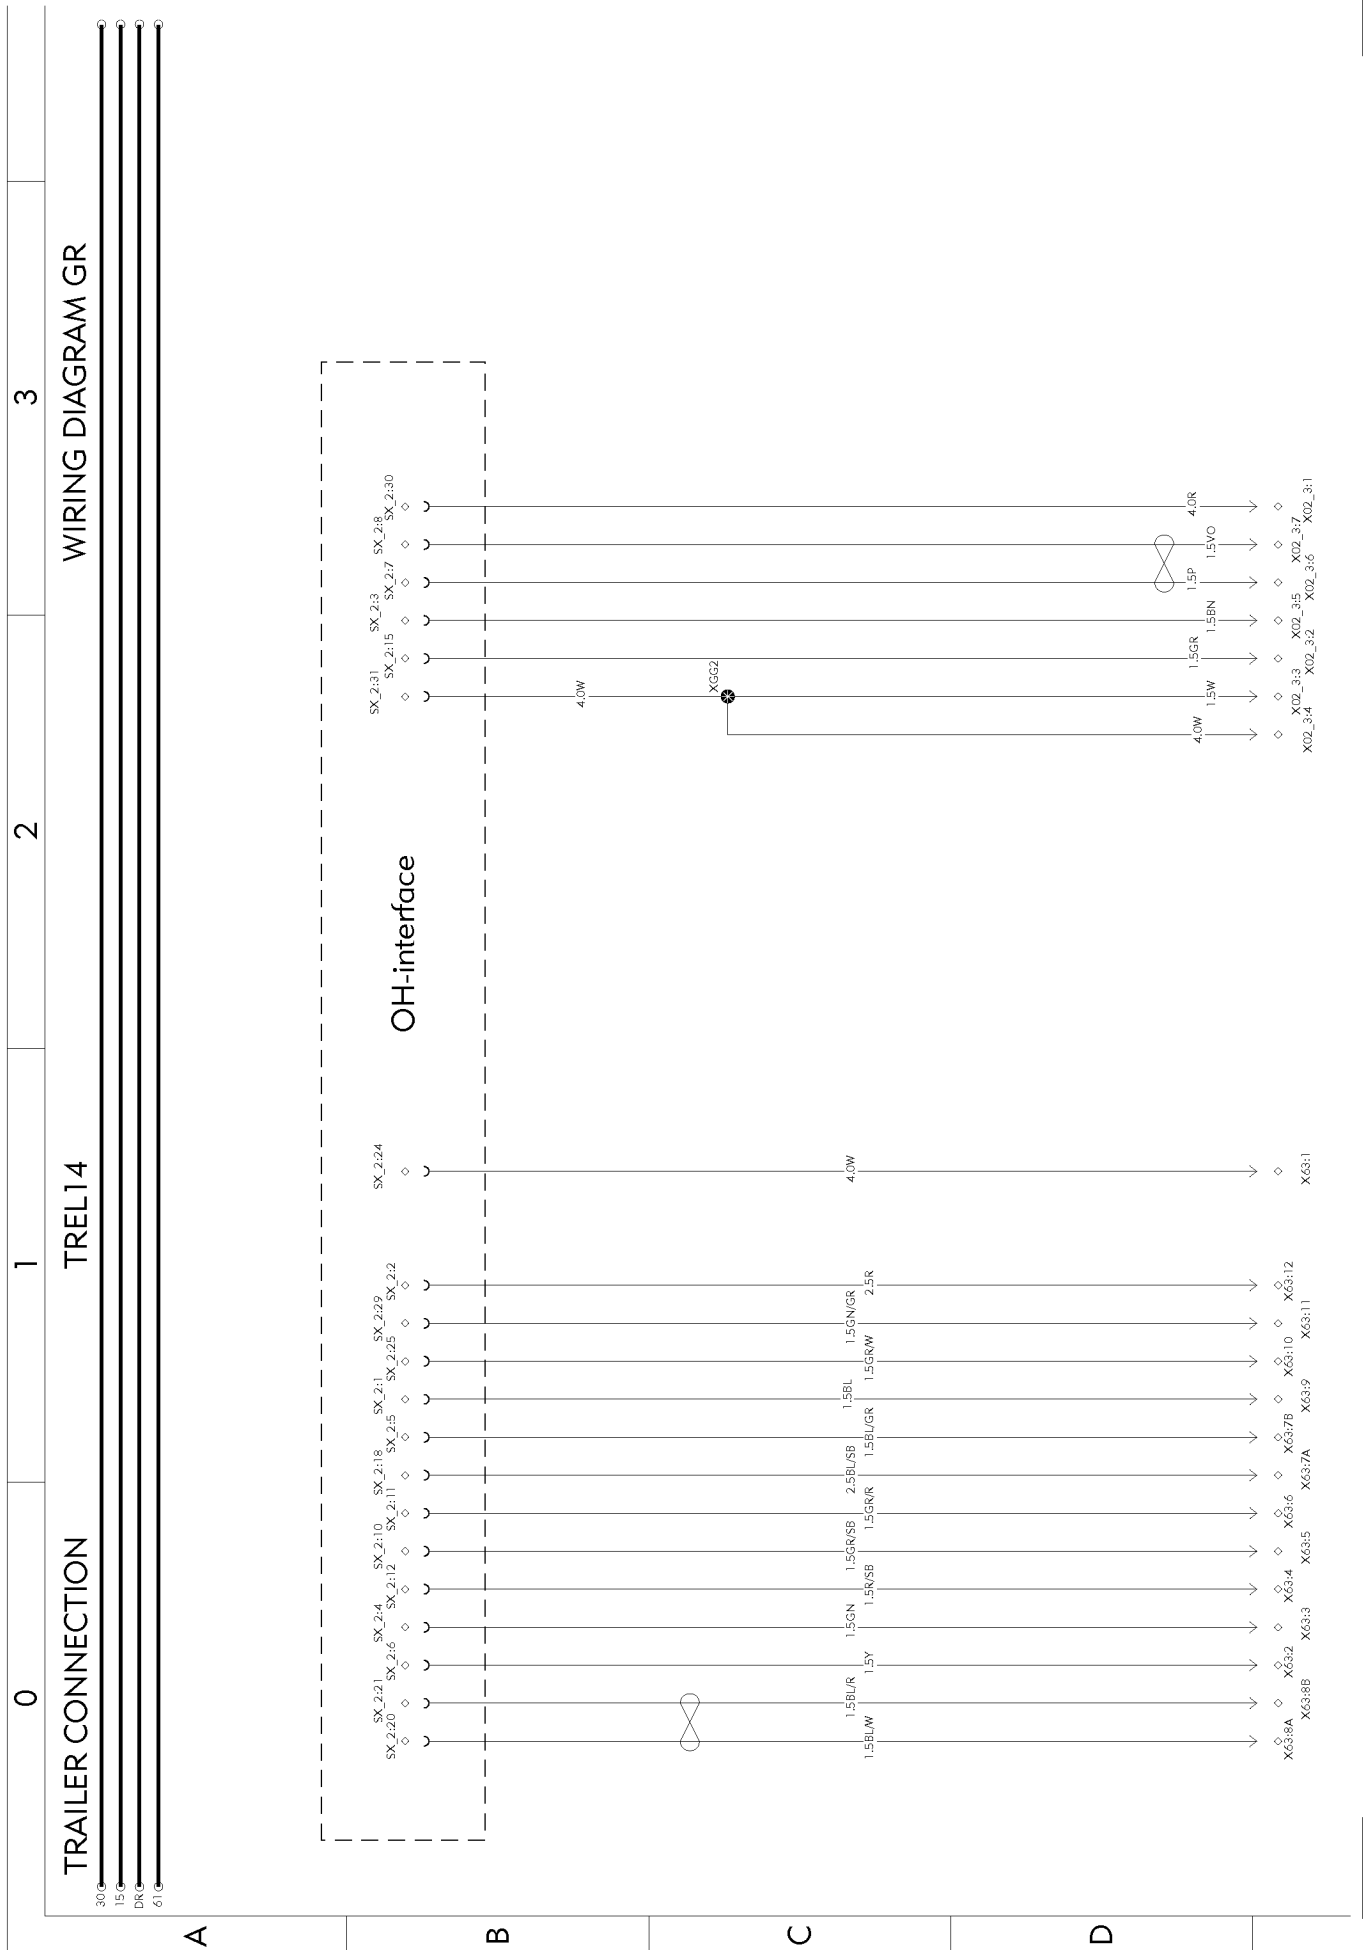 0
1
2
3
TRAILER CONNECTION
TREL14
WIRING DIAGRAM GR
30
15
DR
61
A
B
C
D
OH-interface
SX_2:20
SX_2:21
SX_2:6
SX_2:4
SX_2:12
SX_2:10
SX_2:11
SX_2:18
SX_2:5
SX_2:1
SX_2:25
SX_2:29
SX_2:2
SX_2:24
SX_2:31
SX_2:15
SX_2:3
SX_2:7
SX_2:8
SX_2:30
4.0W
XGG2
1.5BL/W
1.5BL/R
1.5Y
1.5GN
1.5R/SB
1.5GR/SB
1.5GR/R
2.5BL/SB
1.5BL/GR
1.5BL
1.5GR/W
1.5GN/GR
2.5R
4.0W
4.0W
1.5W
1.5GR
1.5BN
1.5P
1.5VO
4.0R
X63:8A
X63:8B
X63:2
X63:3
X63:4
X63:5
X63:6
X63:7A
X63:7B
X63:9
X63:10
X63:11
X63:12
X63:1
X02_3:4
X02_3:3
X02_3:2
X02_3:5
X02_3:6
X02_3:7
X02_3:1